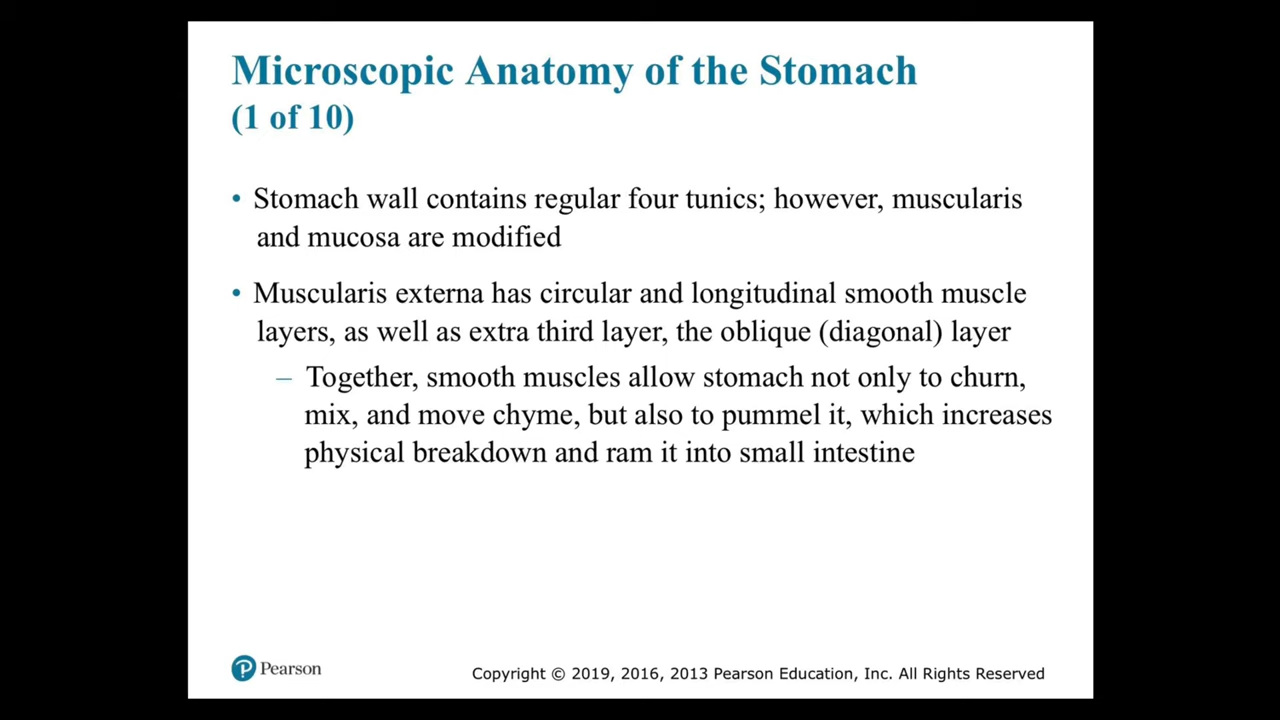 Microscopic Anatomy of the Stomach
(1 of 10)
• Stomach wall contains regular four tunics; however, muscularis
and mucosa are modified
• Muscularis externa has circular and longitudinal smooth muscle
layers, as well as extra third layer, the oblique (diagonal) layer
– Together, smooth muscles allow stomach not only to churn,
mix, and move chyme, but also to pummel it, which increases
physical breakdown and ram it into small intestine
P Pearson
Copyright © 2019, 2016, 2013 Pearson Education, Inc. All Rights Reserved